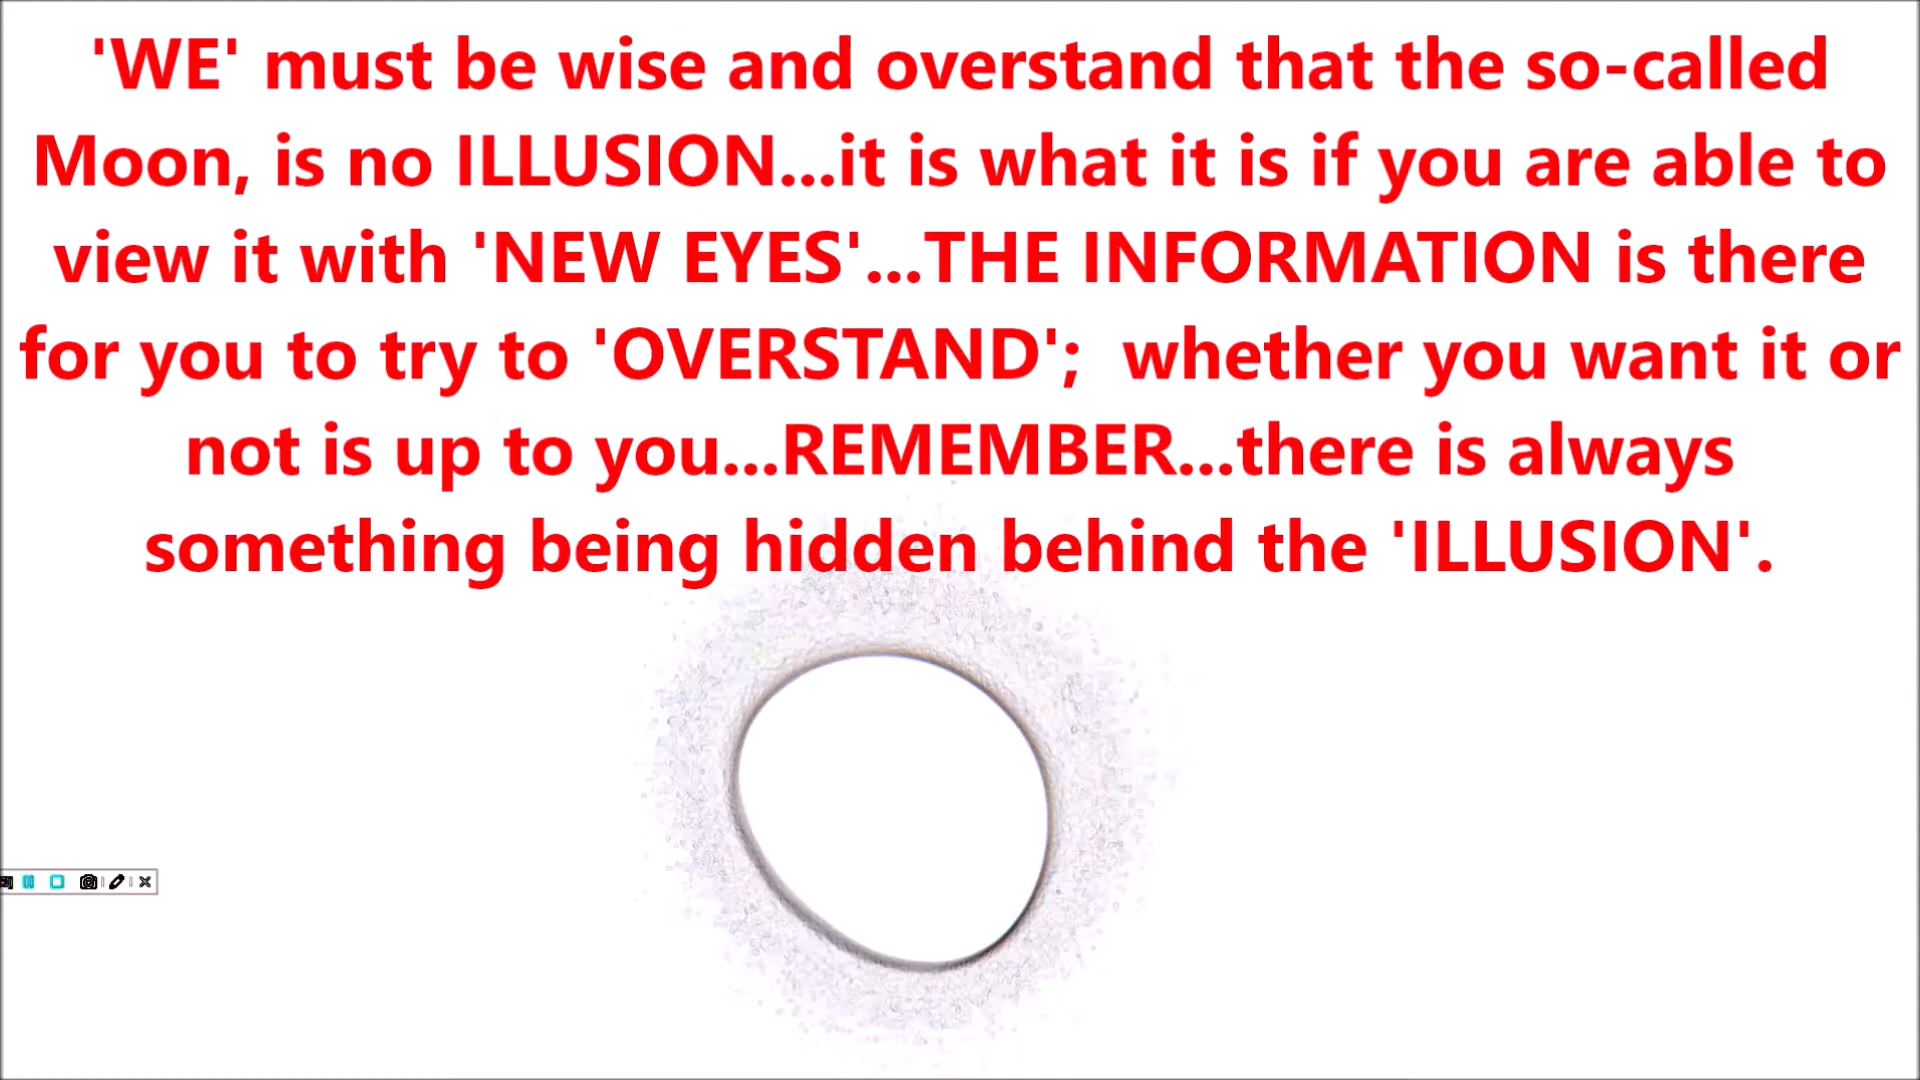 'WE' must be wise and overstand that the so-called
Moon, is no ILLUSION...it is what it is if you are able to
view it with 'NEW EYES'...THE INFORMATION is there
for you to try to 'OVERSTAND';  whether you want it or
not is up to you...REMEMBER...there is always
something being hidden behind the 'ILLUSION'.